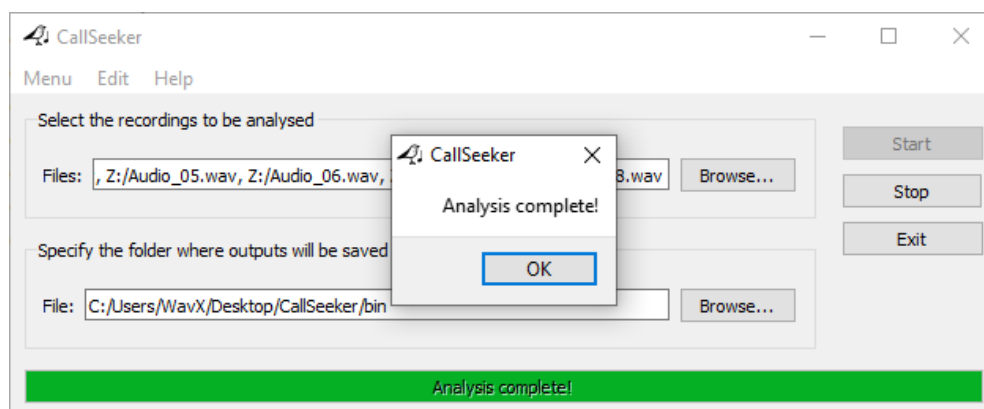 CallSeeker
Menu Edit Help
Select the recordings to be analysed
Files: , Z:/Audio_05.wav, Z:/Audio_06.wav, 8.wav Browse...
Start
Stop
Exit
CallSeeker
Analysis complete!
OK
Specify the folder where outputs will be saved
File: C:/Users/WavX/Desktop/CallSeeker/bin Browse...
Analysis complete!